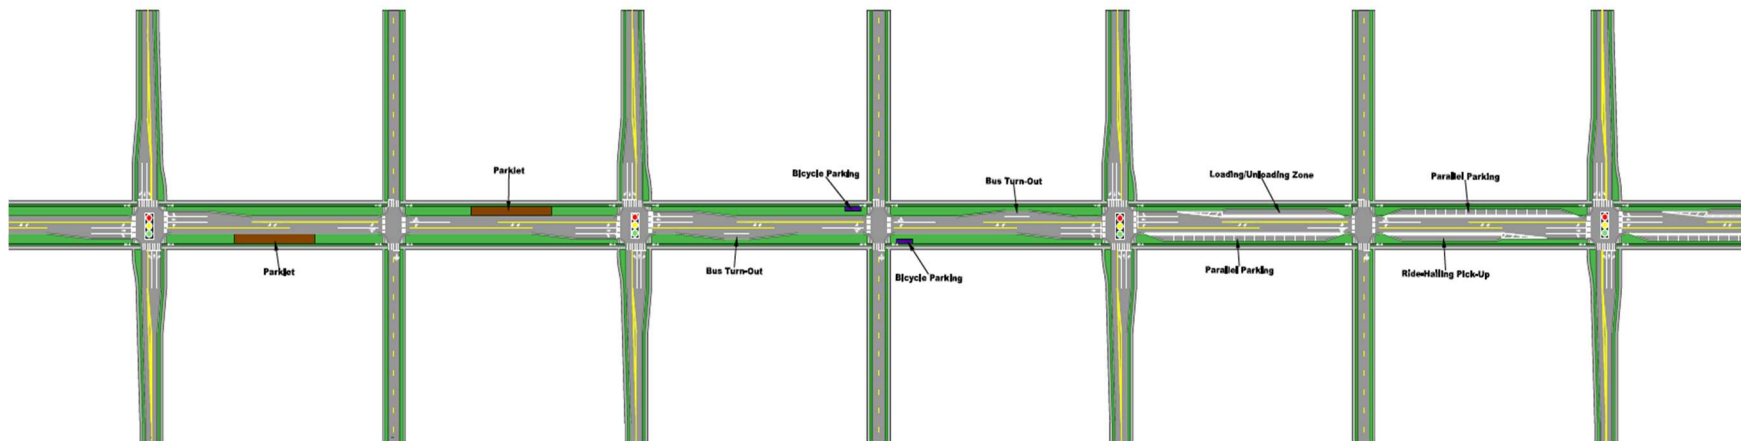 Parklet
Bicycle Parking
Bus Turn-Out
Loading/Unloading Zone
Parallel Parking
Parklet
Bus Turn-Out
Bicycle Parking
Parallel Parking
Ride-Hailing Pick-Up